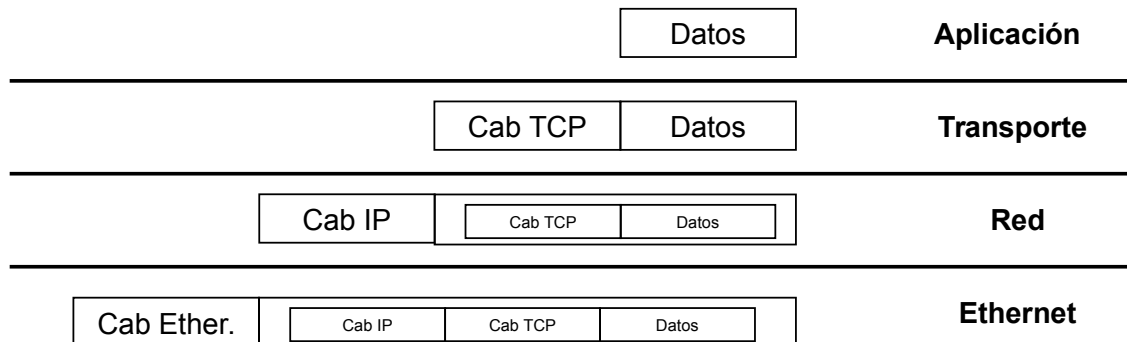 Datos Aplicación
Cab TCP Datos Transporte
Cab IP Cab TCP Datos Red
Cab Ether. Cab IP Cab TCP Datos Ethernet